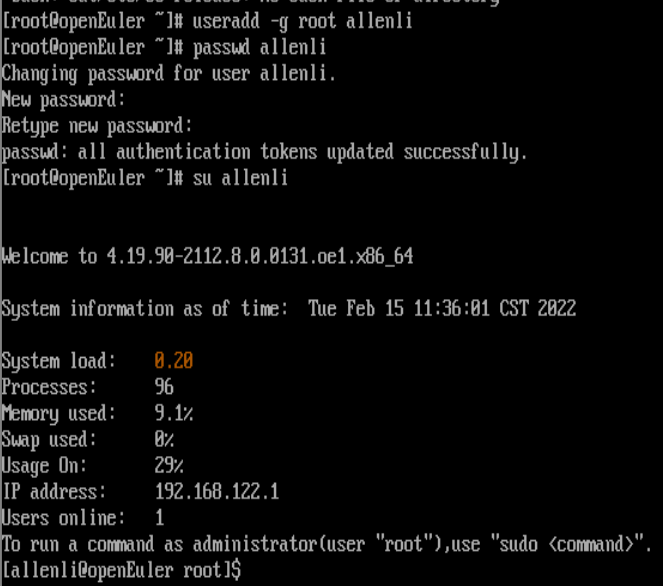 [root@openEuler ~]# useradd -g root allenli
[root@openEuler ~]# passwd allenli
Changing password for user allenli.
New password:
Retype new password:
passwd: all authentication tokens updated successfully.
[root@openEuler ~]# su allenli
Welcome to 4.19.90-2112.8.0.0131.oe1.x86_64
System information as of time:  Tue Feb 15 11:36:01 CST 2022
System load:    0.20
Processes:      96
Memory used:    9.1%
Swap used:      0%
Usage On:       29%
IP address:     192.168.122.1
Users online:   1
To run a command as administrator(user "root"),use "sudo <command>".
[allenli@openEuler root]$